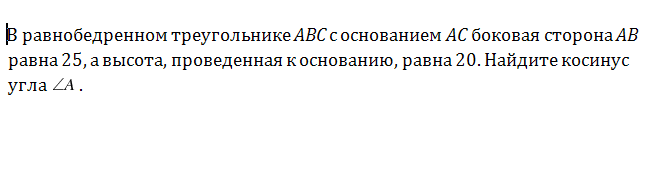 В равнобедренном треугольнике ABC с основанием AC боковая сторона AB
равна 25, а высота, проведенная к основанию, равна 20. Найдите косинус
угла ∠A .